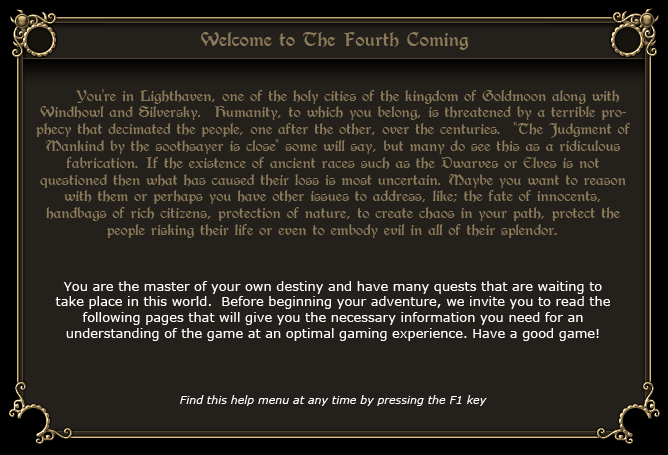 Welcome to The Fourth Coming
You're in Lighthaven, one of the holy cities of the kingdom of Goldmoon along with
Windhowl and Silversky. Humanity, to which you belong, is threatened by a terrible pro-
phecy that decimated the people, one after the other, over the centuries. "The Judgment of
Mankind by the soothsayer is close" some will say, but many do see this as a ridiculous
fabrication. If the existence of ancient races such as the Dwarves or Elves is not
questioned then what has caused their loss is most uncertain. Maybe you want to reason
with them or perhaps you have other issues to address, like; the fate of innocents,
handbags of rich citizens, protection of nature, to create chaos in your path, protect the
people risking their life or even to embody evil in all of their splendor.
You are the master of your own destiny and have many quests that are waiting to
take place in this world. Before beginning your adventure, we invite you to read the
following pages that will give you the necessary information you need for an
understanding of the game at an optimal gaming experience. Have a good game!
Find this help menu at any time by pressing the F1 key